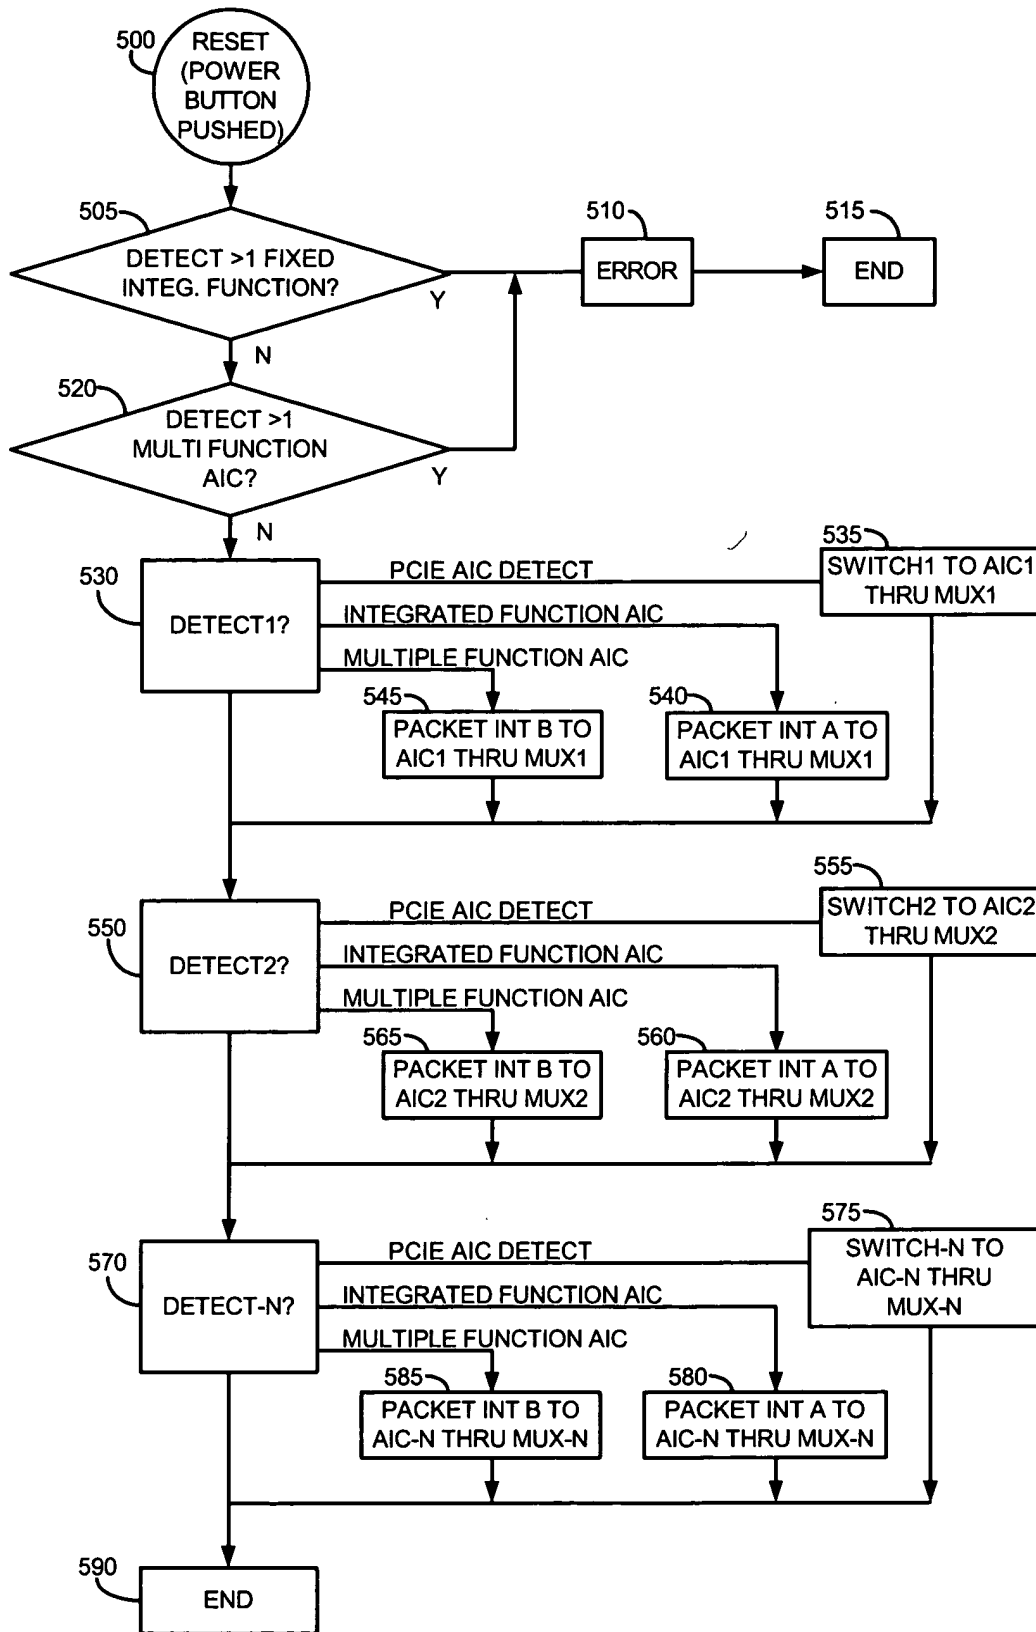 500
RESET
(POWER
BUTTON
PUSHED)
505
DETECT >1 FIXED
INTEG. FUNCTION?
Y
N
510
ERROR
515
END
520
DETECT >1
MULTI FUNCTION
AIC?
Y
N
530
DETECT1?
PCIE AIC DETECT
INTEGRATED FUNCTION AIC
MULTIPLE FUNCTION AIC
535
SWITCH1 TO AIC1
THRU MUX1
545
PACKET INT B TO
AIC1 THRU MUX1
540
PACKET INT A TO
AIC1 THRU MUX1
550
DETECT2?
PCIE AIC DETECT
INTEGRATED FUNCTION AIC
MULTIPLE FUNCTION AIC
555
SWITCH2 TO AIC2
THRU MUX2
565
PACKET INT B TO
AIC2 THRU MUX2
560
PACKET INT A TO
AIC2 THRU MUX2
570
DETECT-N?
PCIE AIC DETECT
INTEGRATED FUNCTION AIC
MULTIPLE FUNCTION AIC
575
SWITCH-N TO
AIC-N THRU
MUX-N
585
PACKET INT B TO
AIC-N THRU MUX-N
580
PACKET INT A TO
AIC-N THRU MUX-N
590
END